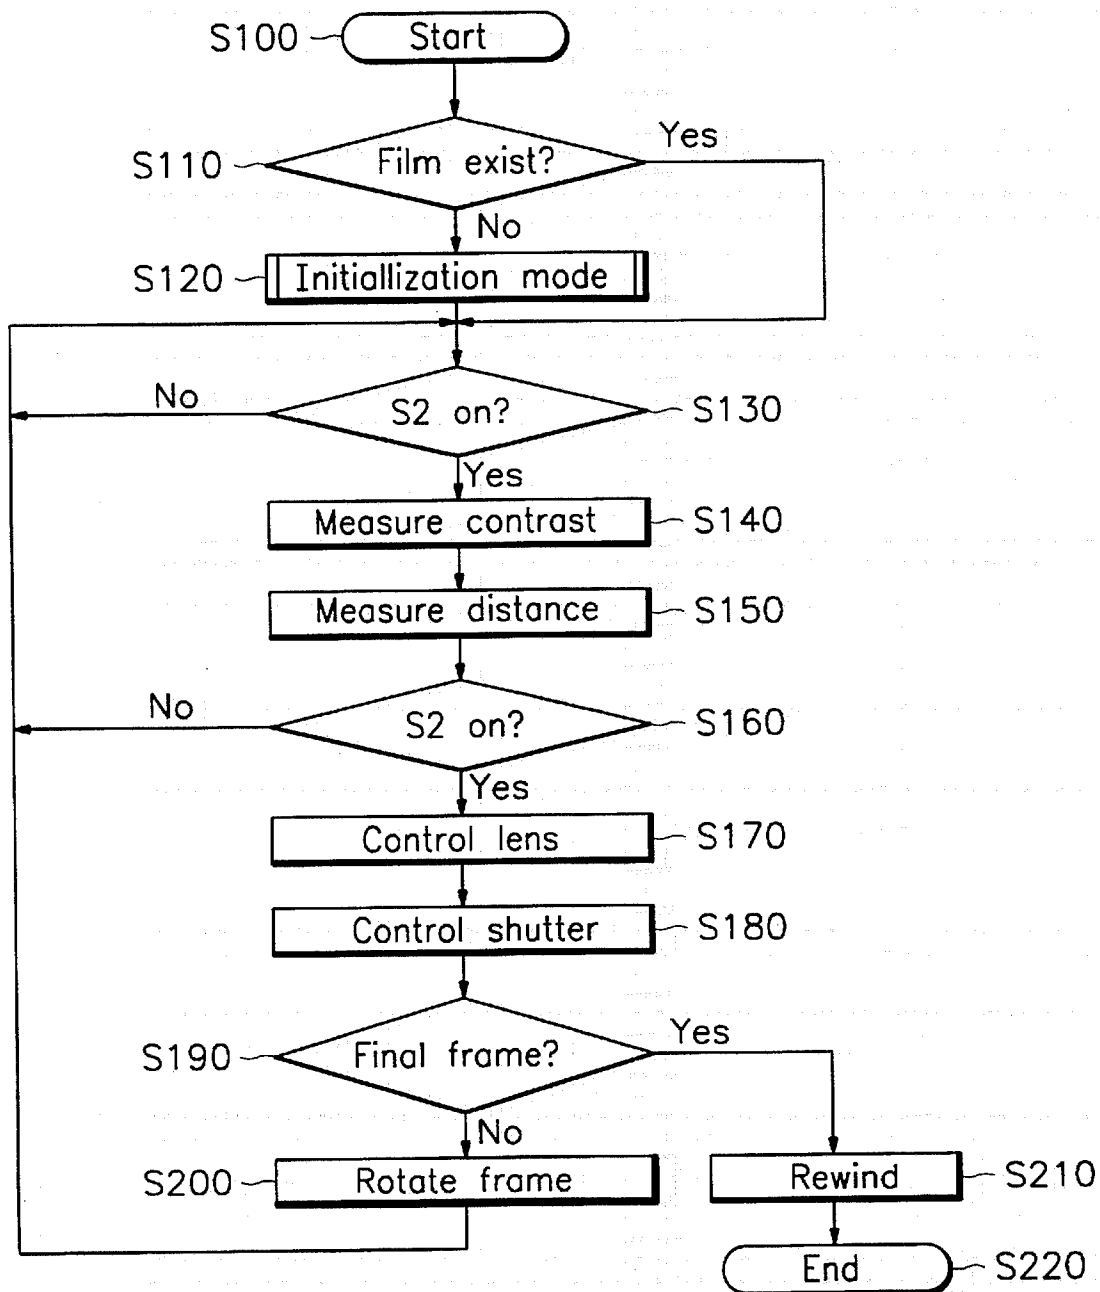 S100 Start
S110 Film exist? Yes
No
S120 Initiallization mode
No S2 on? S130
Yes
Measure contrast S140
Measure distance S150
No S2 on? S160
Yes
Control lens S170
Control shutter S180
S190 Final frame? Yes
No
S200 Rotate frame Rewind S210
End S220